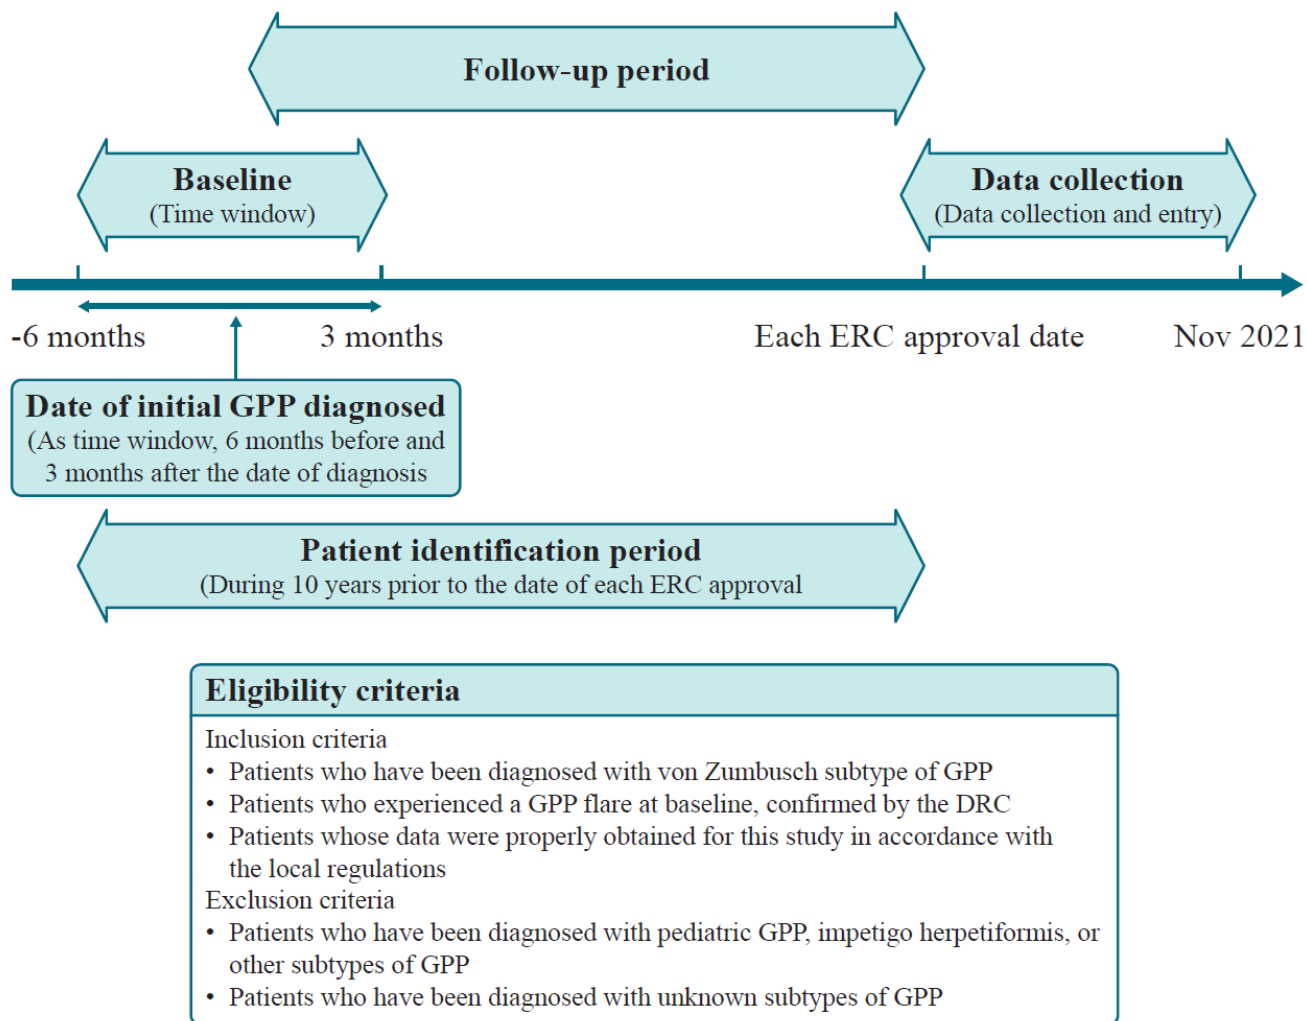 Follow-up period
Baseline
(Time window)
Data collection
(Data collection and entry)
-6 months
3 months
Each ERC approval date
Nov 2021
Date of initial GPP diagnosed
(As time window, 6 months before and
3 months after the date of diagnosis
Patient identification period
(During 10 years prior to the date of each ERC approval
Eligibility criteria
Inclusion criteria
• Patients who have been diagnosed with von Zumbusch subtype of GPP
• Patients who experienced a GPP flare at baseline, confirmed by the DRC
• Patients whose data were properly obtained for this study in accordance with
the local regulations
Exclusion criteria
• Patients who have been diagnosed with pediatric GPP, impetigo herpetiformis, or
other subtypes of GPP
• Patients who have been diagnosed with unknown subtypes of GPP